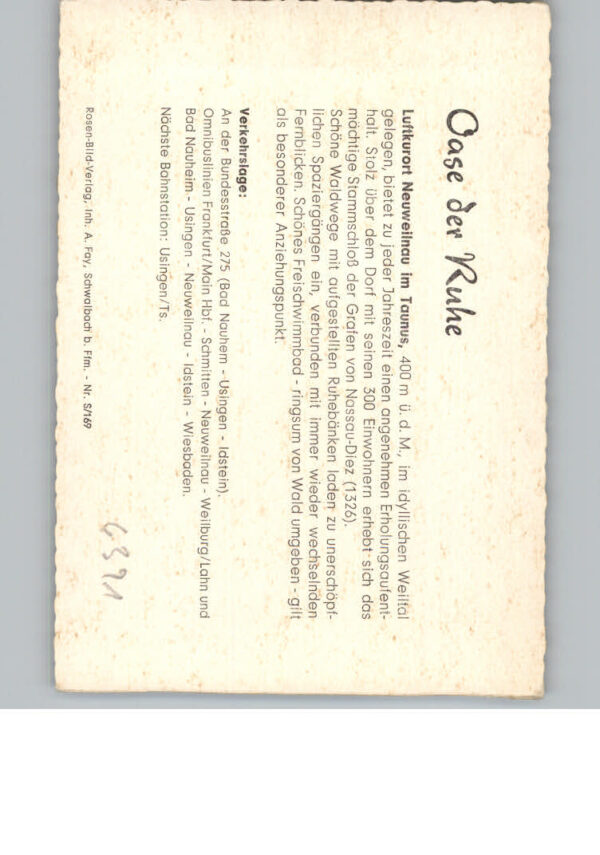 Oase der Ruhe
Luftkurort Neuweilnau im Taunus, 400 m ü. d. M., im idyllischen Weiltal
gelegen, bietet zu jeder Jahreszeit einen angenehmen Erholungsaufent-
halt. Stolz über dem Dorf mit seinen 300 Einwohnern erhebt sich das
mächtige Stammschloß der Grafen von Nassau-Diez (1326).
Schöne Waldwege mit aufgestellten Ruhebänken laden zu unerschöpf-
lichen Spaziergängen ein, verbunden mit immer wieder wechselnden
Fernblicken. Schönes Freischwimmbad - ringsum von Wald umgeben - gilt
als besonderer Anziehungspunkt.
Verkehrslage:
An der Bundesstraße 275 (Bad Nauhem - Usingen - Idstein).
Omnibuslinien Frankfurt/Main Hbf. - Schmitten - Neuweilnau - Weilburg/Lahn und
Bad Nauheim - Usingen - Neuweilnau - Idstein - Wiesbaden.
Nächste Bahnstation: Usingen/Ts.
Rosen-Bild-Verlag, Inh. A. Fay, Schwalbach b. Ffm. - Nr. S/169
6391